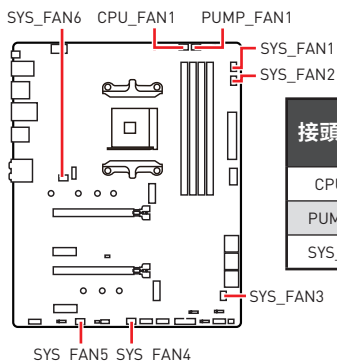 SYS_FAN6 CPU_FAN1 PUMP_FAN1
SYS_FAN1
SYS_FAN2
接頭
CPU
PUM
SYS_
SYS_FAN3
SYS_FAN5 SYS_FAN4